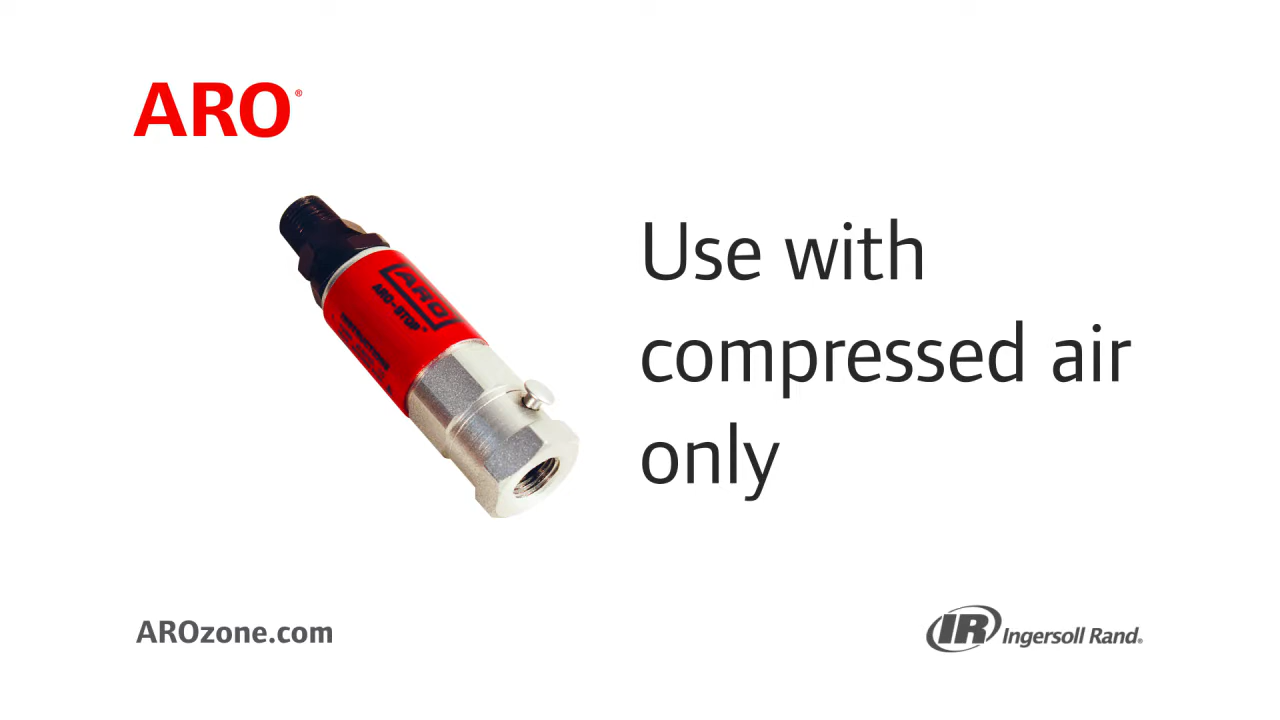 ARO®
ARO
ARO-STOP®
Use with
compressed air
only
AROzone.com
IR Ingersoll Rand®